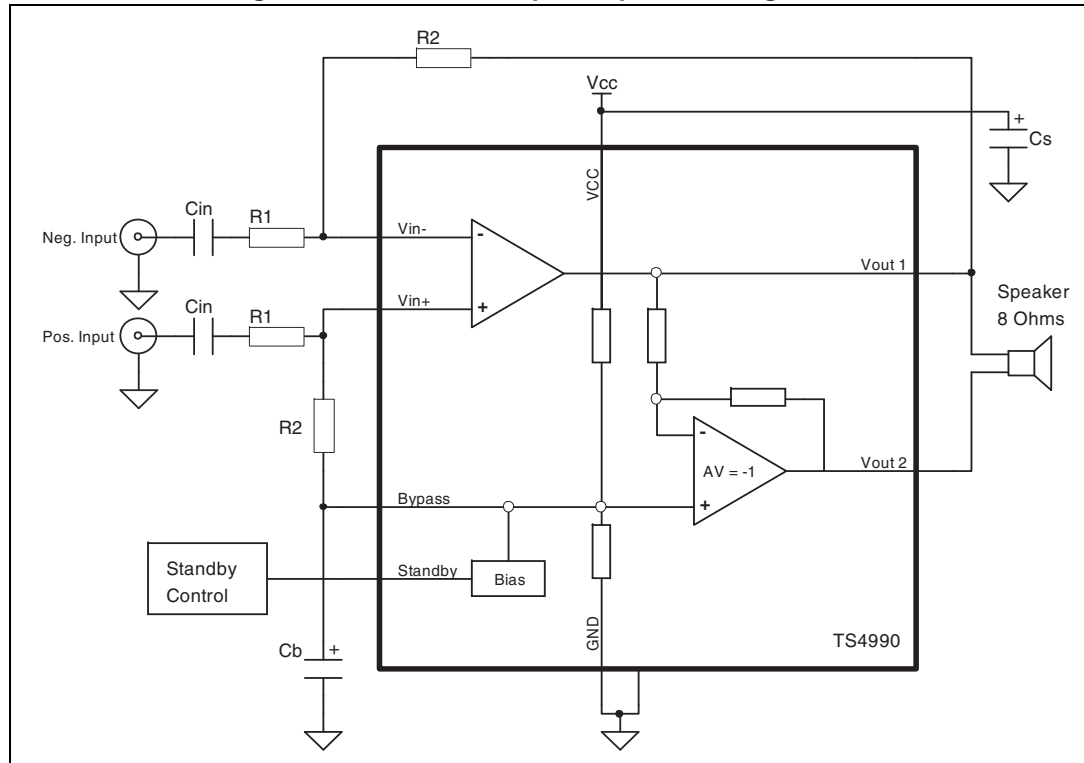 R2
Vcc
+
Cs
VCC
Cin
R1
Neg. Input
Vin-
-
Vout 1
Cin
R1
Pos. Input
Vin+
+
Speaker
8 Ohms
R2
-
AV = -1
+
Vout 2
Bypass
Standby
Control
Standby
Bias
GND
TS4990
Cb
+